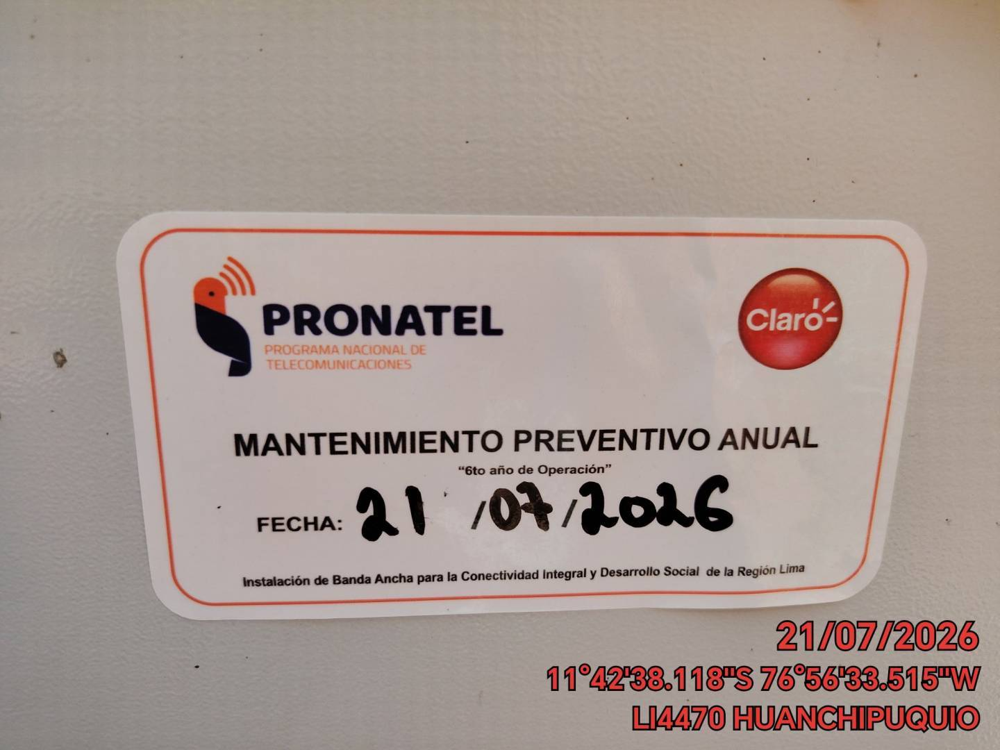 PRONATEL
PROGRAMA NACIONAL DE
TELECOMUNICACIONES
Claro
MANTENIMIENTO PREVENTIVO ANUAL
“6to año de Operación”
FECHA: 21 /07/2026
Instalación de Banda Ancha para la Conectividad Integral y Desarrollo Social de la Región Lima
21/07/2026
11°42'38.118"S 76°56'33.515"W
LI4470 HUANCHIPUQUIO